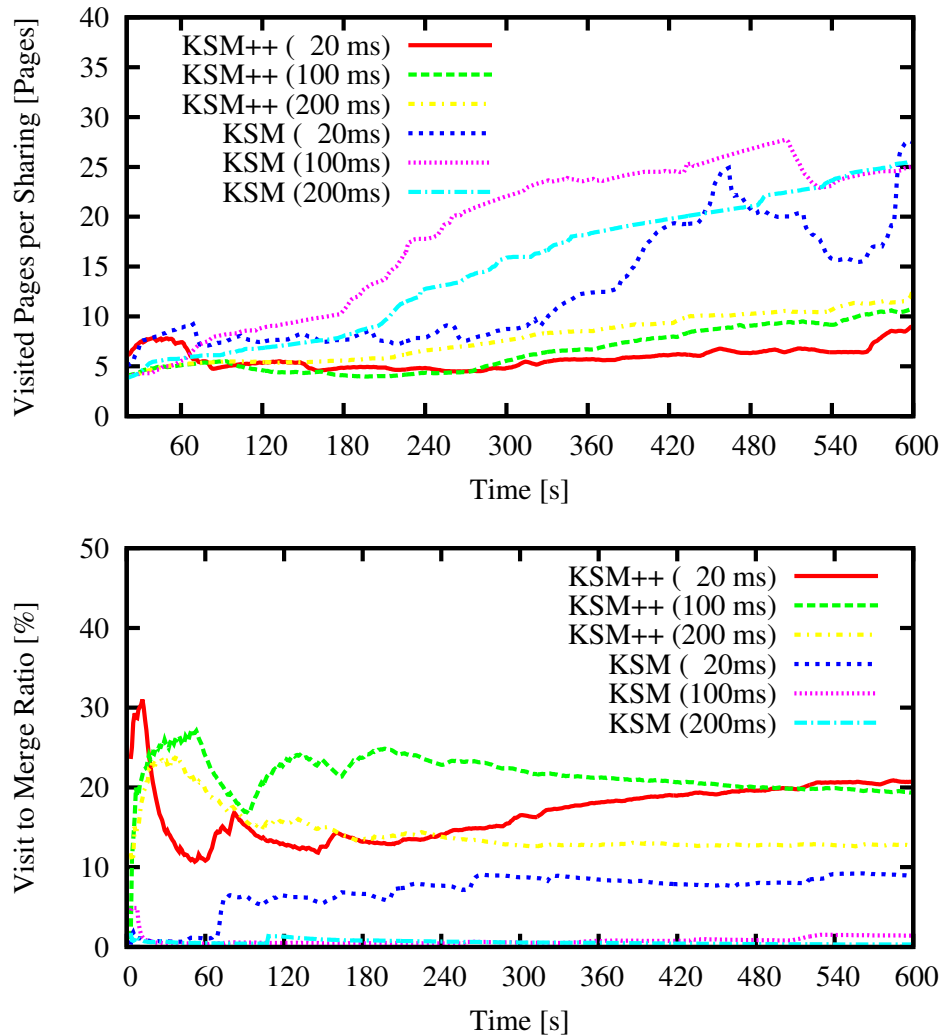 Visited Pages per Sharing [Pages]
40
35
30
25
20
15
10
5
0
KSM++ ( 20 ms)
KSM++ (100 ms)
KSM++ (200 ms)
KSM ( 20ms)
KSM (100ms)
KSM (200ms)
60 120 180 240 300 360 420 480 540 600
Time [s]
Visit to Merge Ratio [%]
50
40
30
20
10
0
KSM++ ( 20 ms)
KSM++ (100 ms)
KSM++ (200 ms)
KSM ( 20ms)
KSM (100ms)
KSM (200ms)
0 60 120 180 240 300 360 420 480 540 600
Time [s]